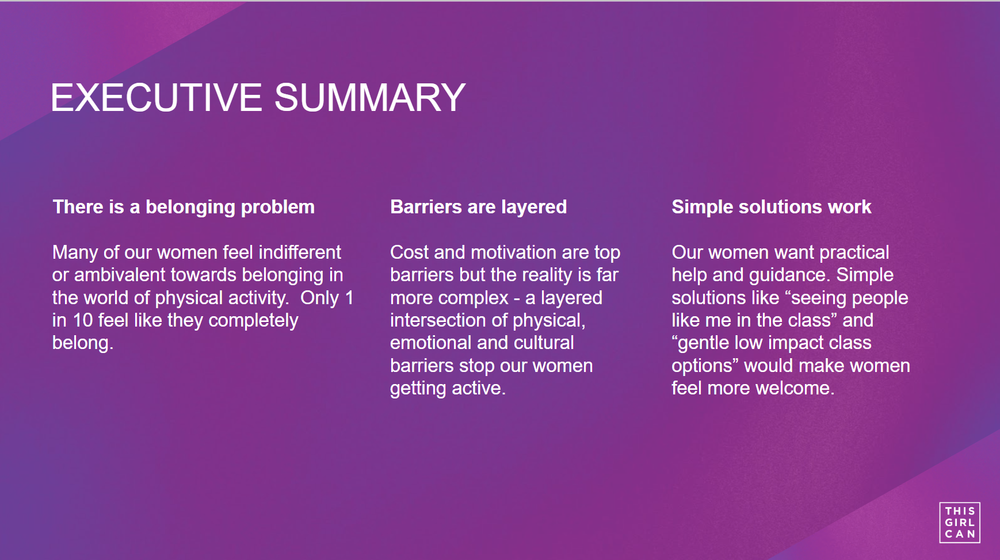 EXECUTIVE SUMMARY
There is a belonging problem
Many of our women feel indifferent
or ambivalent towards belonging in
the world of physical activity.  Only 1
in 10 feel like they completely
belong.
Barriers are layered
Cost and motivation are top
barriers but the reality is far
more complex - a layered
intersection of physical,
emotional and cultural
barriers stop our women
getting active.
Simple solutions work
Our women want practical
help and guidance. Simple
solutions like “seeing people
like me in the class” and
“gentle low impact class
options” would make women
feel more welcome.
THIS
GIRL
CAN